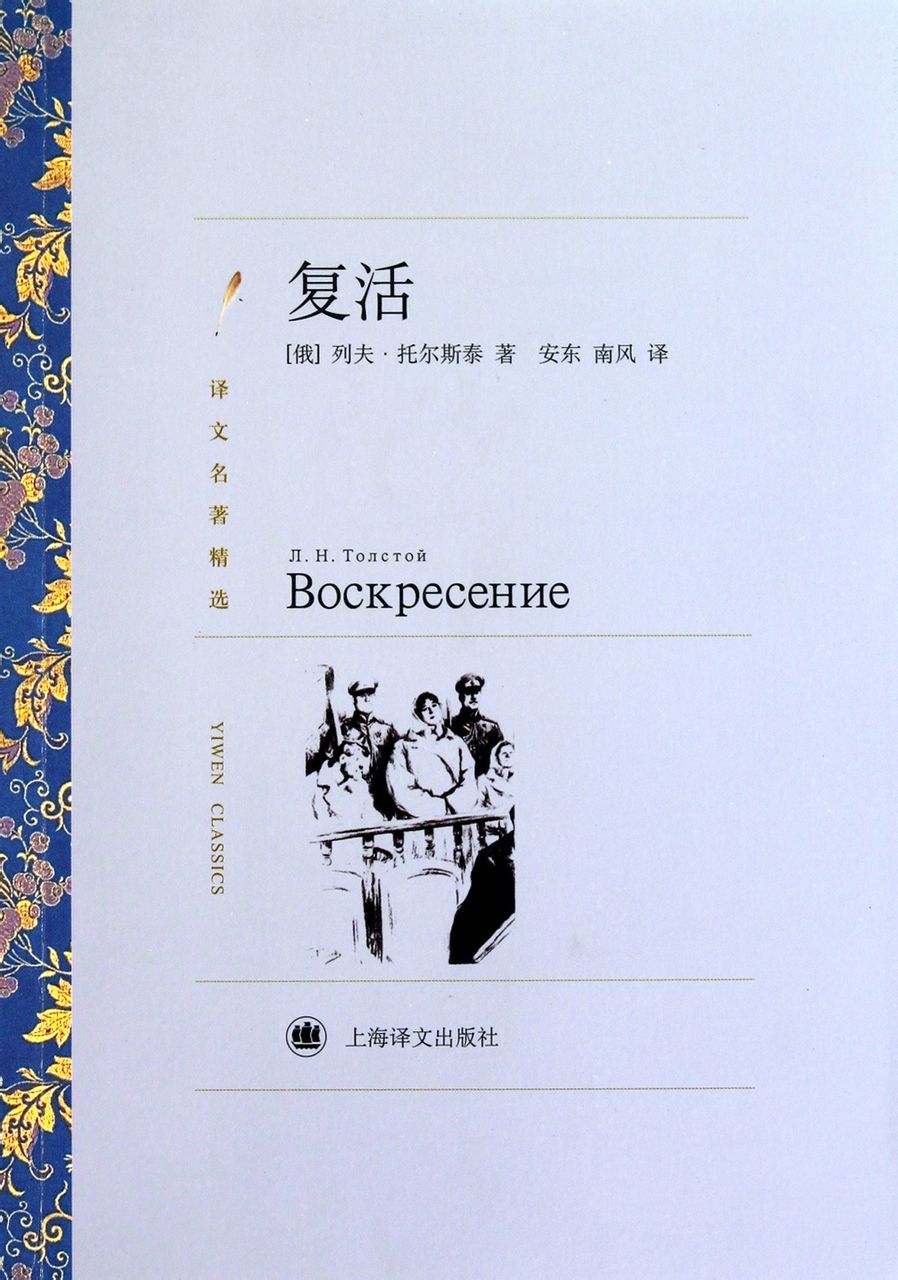 复活
[俄] 列夫·托尔斯泰 著 安东 南风 译
译文名著精选
Л. Н. Толстой
Воскресение
YIWEN CLASSICS
上海译文出版社